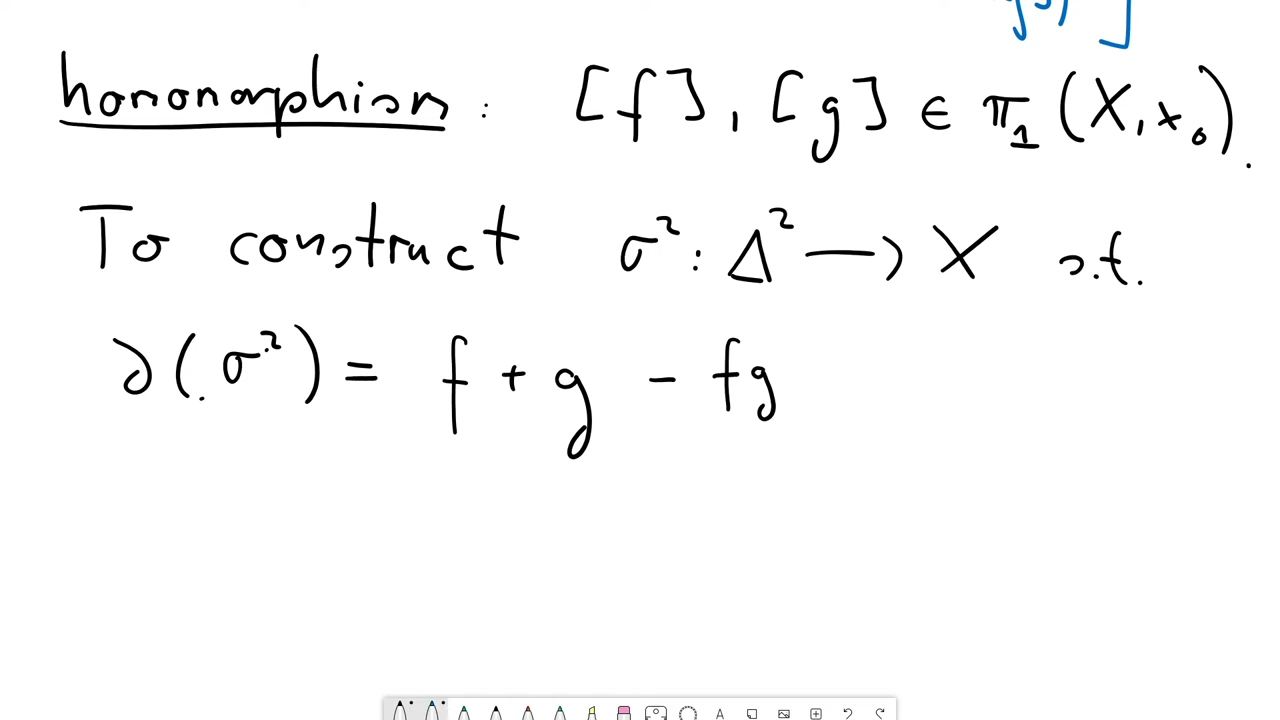 homomorphism : [f], [g] ∈ π₁(X, x₀).
To construct σ² : Δ² ⟶ X s.t.
∂(σ²) = f + g - fg